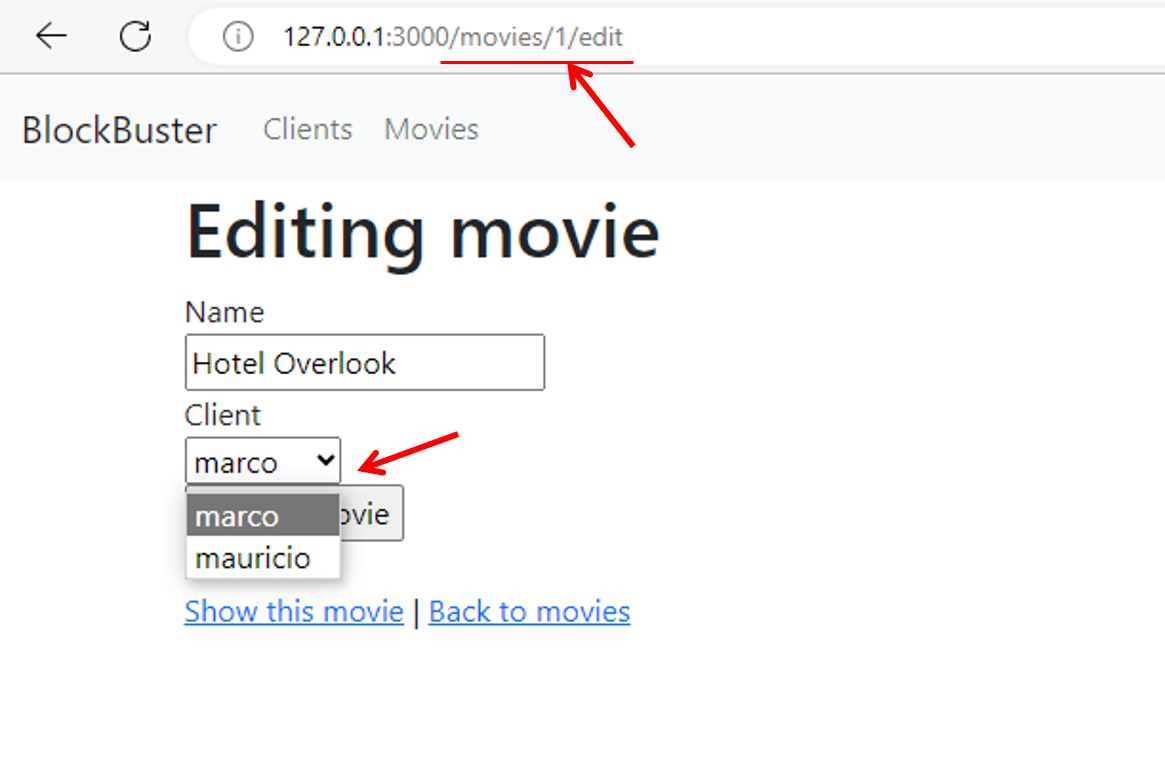 127.0.0.1:3000/movies/1/edit
BlockBuster Clients Movies
Editing movie
Name
Hotel Overlook
Client
marco
marco
mauricio
Show this movie | Back to movies